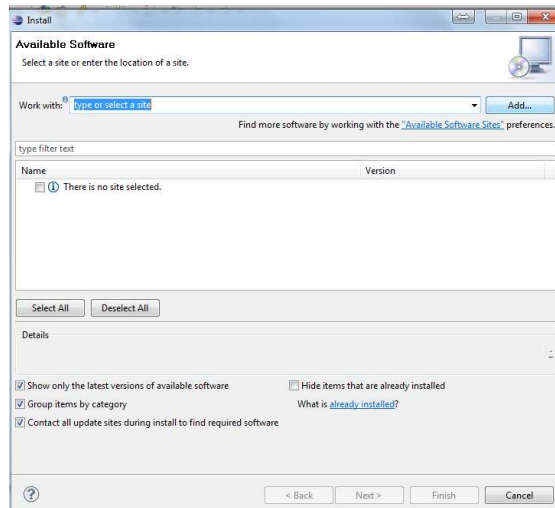 Install
Available Software
Select a site or enter the location of a site.
Work with: type or select a site Add...
Find more software by working with the "Available Software Sites" preferences.
type filter text
Name Version
There is no site selected.
Select All Deselect All
Details
Show only the latest versions of available software Hide items that are already installed
Group items by category What is already installed?
Contact all update sites during install to find required software
? < Back Next > Finish Cancel